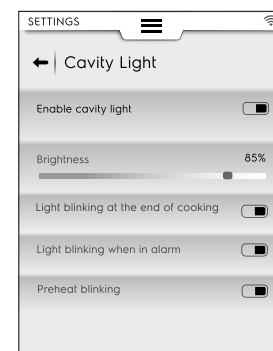 SETTINGS
Cavity Light
Enable cavity light
Brightness 85%
Light blinking at the end of cooking
Light blinking when in alarm
Preheat blinking